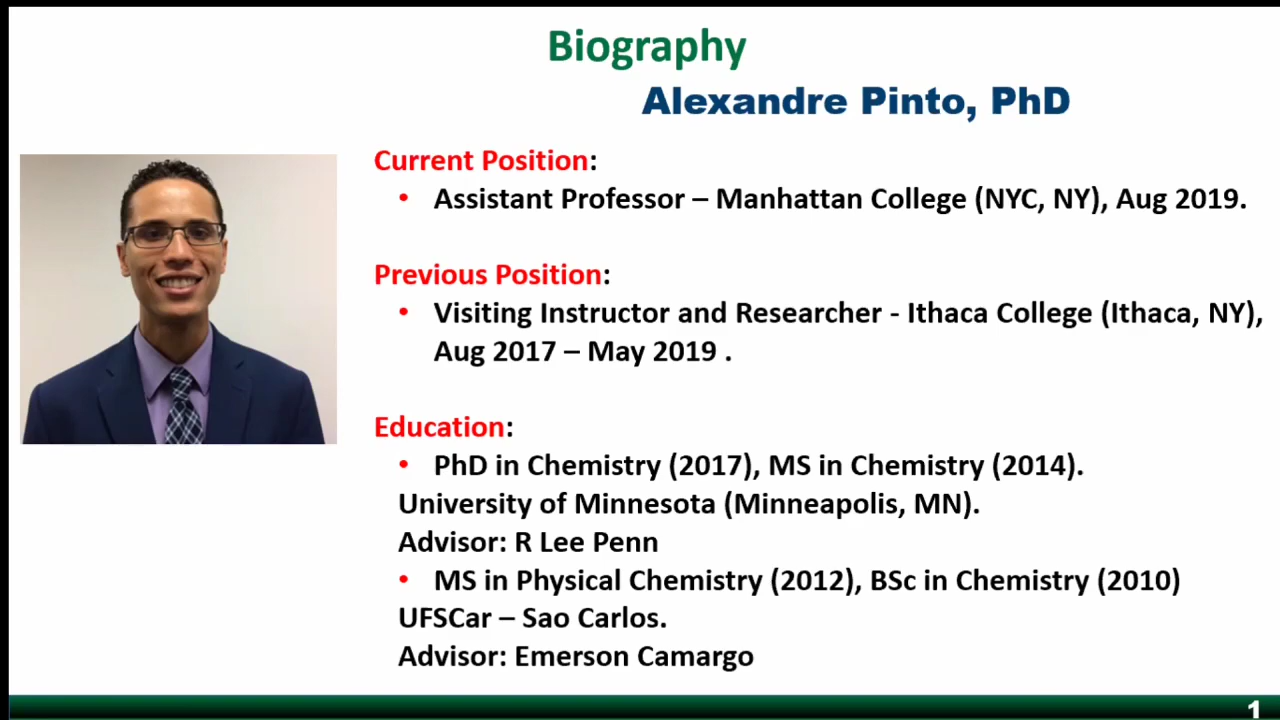 Biography
Alexandre Pinto, PhD
Current Position:
• Assistant Professor – Manhattan College (NYC, NY), Aug 2019.
Previous Position:
• Visiting Instructor and Researcher - Ithaca College (Ithaca, NY),
Aug 2017 – May 2019 .
Education:
• PhD in Chemistry (2017), MS in Chemistry (2014).
University of Minnesota (Minneapolis, MN).
Advisor: R Lee Penn
• MS in Physical Chemistry (2012), BSc in Chemistry (2010)
UFSCar – Sao Carlos.
Advisor: Emerson Camargo
1